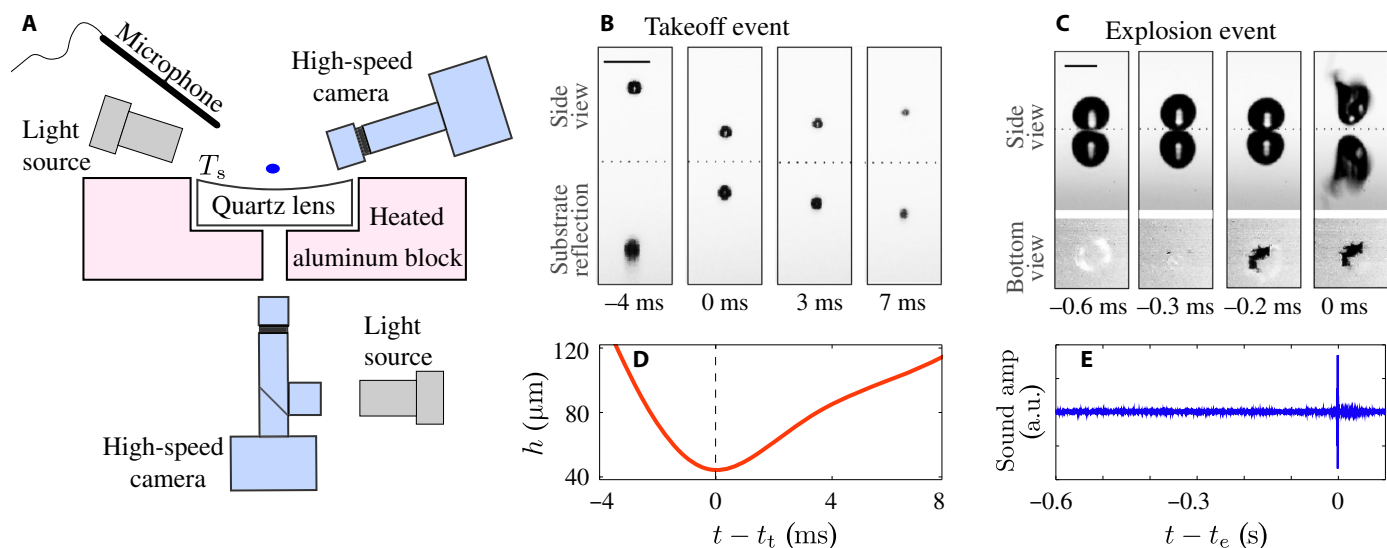 A
Microphone
High-speed
camera
Light
source
Tₛ
Quartz lens
Heated
aluminum block
Light
source
High-speed
camera
B
Takeoff event
Side
view
Substrate
reflection
−4 ms
0 ms
3 ms
7 ms
C
Explosion event
Side
view
Bottom
view
−0.6 ms
−0.3 ms
−0.2 ms
0 ms
D
120
80
40
h (μm)
−4
0
4
8
t − tₜ (ms)
E
Sound amp
(a.u.)
−0.6
−0.3
0
t − tₑ (s)